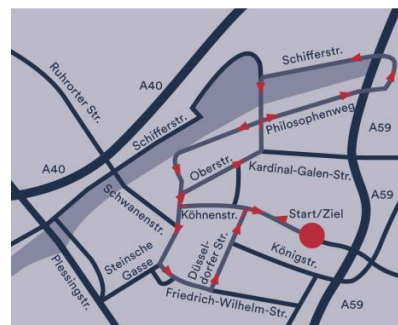 Schifferstr.
Ruhrorter Str.
A40
A59
Schifferstr.
Philosophenweg
A40
Oberstr.
Kardinal-Galen-Str.
A59
Schwanenstr.
Köhnenstr.
Start/Ziel
Steinsche
Gasse
Düssel-
dorfer Str.
Königstr.
Plessingstr.
Friedrich-Wilhelm-Str.
A59